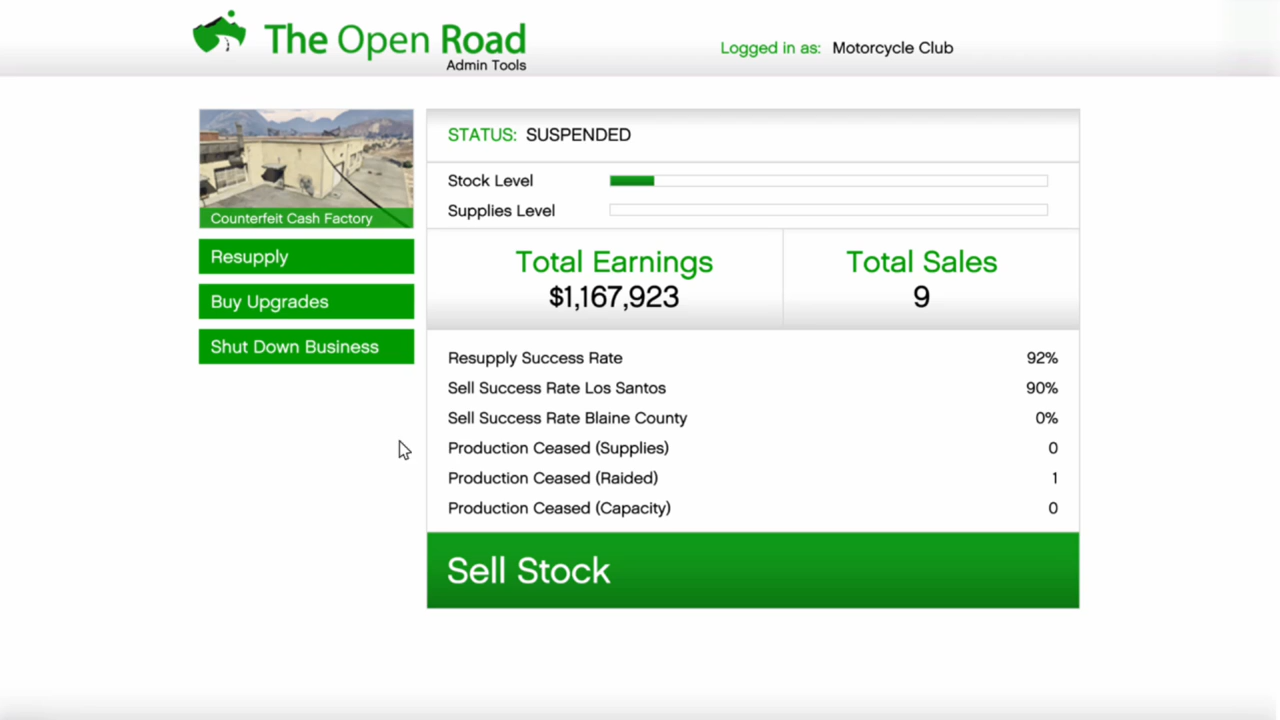 The Open Road
Admin Tools
Logged in as: Motorcycle Club
Counterfeit Cash Factory
Resupply
Buy Upgrades
Shut Down Business
STATUS: SUSPENDED
Stock Level
Supplies Level
Total Earnings
$1,167,923
Total Sales
9
Resupply Success Rate 92%
Sell Success Rate Los Santos 90%
Sell Success Rate Blaine County 0%
Production Ceased (Supplies) 0
Production Ceased (Raided) 1
Production Ceased (Capacity) 0
Sell Stock